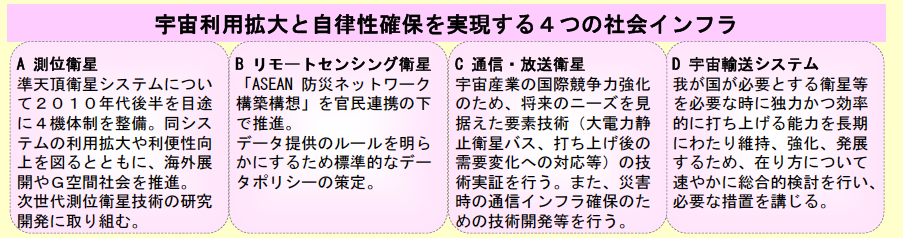 宇宙利用拡大と自律性確保を実現する４つの社会インフラ
A 測位衛星
準天頂衛星システムについ
て２０１０年代後半を目途
に４機体制を整備。同シス
テムの利用拡大や利便性向
上を図るとともに、海外展
開やＧ空間社会を推進。
次世代測位衛星技術の研究
開発に取り組む。
B リモートセンシング衛星
「ASEAN 防災ネットワーク
構築構想」を官民連携の下
で推進。
データ提供のルールを明ら
かにするため標準的なデー
タポリシーの策定。
C 通信・放送衛星
宇宙産業の国際競争力強化
のため、将来のニーズを見
据えた要素技術（大電力静
止衛星バス、打ち上げ後の
需要変化への対応等）の技
術実証を行う。また、災害
時の通信インフラ確保のた
めの技術開発等を行う。
D 宇宙輸送システム
我が国が必要とする衛星等
を必要な時に独力かつ効率
的に打ち上げる能力を長期
にわたり維持、強化、発展
するため、在り方について
速やかに総合的検討を行い、
必要な措置を講じる。